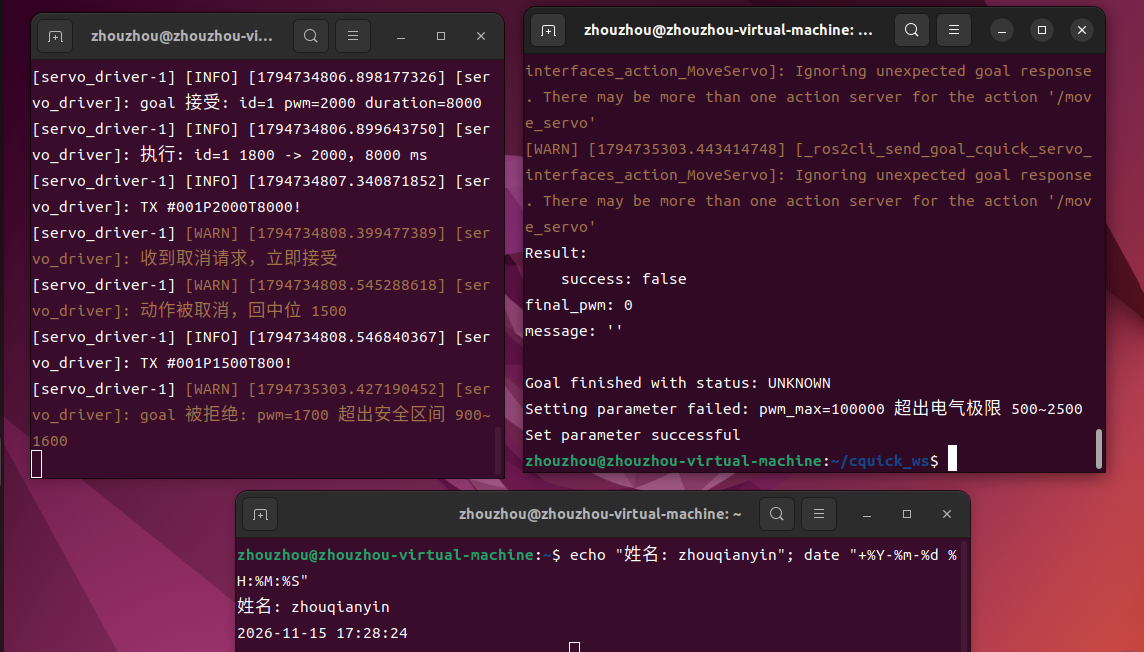 zhouzhou@zhouzhou-vi...
[servo_driver-1] [INFO] [1794734806.898177326] [ser
vo_driver]: goal 接受: id=1 pwm=2000 duration=8000
[servo_driver-1] [INFO] [1794734806.899643750] [ser
vo_driver]: 执行: id=1 1800 -> 2000, 8000 ms
[servo_driver-1] [INFO] [1794734807.340871852] [ser
vo_driver]: TX #001P2000T8000!
[servo_driver-1] [WARN] [1794734808.399477389] [ser
vo_driver]: 收到取消请求，立即接受
[servo_driver-1] [WARN] [1794734808.545288618] [ser
vo_driver]: 动作被取消，回中位 1500
[servo_driver-1] [INFO] [1794734808.546840367] [ser
vo_driver]: TX #001P1500T800!
[servo_driver-1] [WARN] [1794735303.427190452] [ser
vo_driver]: goal 被拒绝: pwm=1700 超出安全区间 900~
1600
zhouzhou@zhouzhou-virtual-machine: ...
interfaces_action_MoveServo]: Ignoring unexpected goal response
. There may be more than one action server for the action '/mov
e_servo'
[WARN] [1794735303.443414748] [_ros2cli_send_goal_cquick_servo_
interfaces_action_MoveServo]: Ignoring unexpected goal response
. There may be more than one action server for the action '/mov
e_servo'
Result:
    success: false
final_pwm: 0
message: ''

Goal finished with status: UNKNOWN
Setting parameter failed: pwm_max=100000 超出电气极限 500~2500
Set parameter successful
zhouzhou@zhouzhou-virtual-machine:~/cquick_ws$
zhouzhou@zhouzhou-virtual-machine: ~
zhouzhou@zhouzhou-virtual-machine:~$ echo "姓名: zhouqianyin"; date "+%Y-%m-%d %
H:%M:%S"
姓名: zhouqianyin
2026-11-15 17:28:24